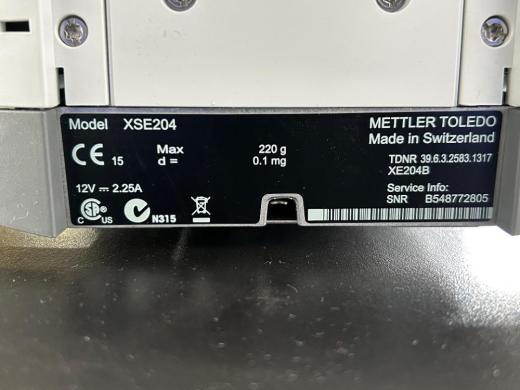 Model XSE204
METTLER TOLEDO
Made in Switzerland
CE 15
Max 220 g
d = 0.1 mg
TDNR 39.6.3.2583.1317
XE204B
12V ⎓ 2.25A
Service Info:
SNR B548772805
CSA
C US
N315